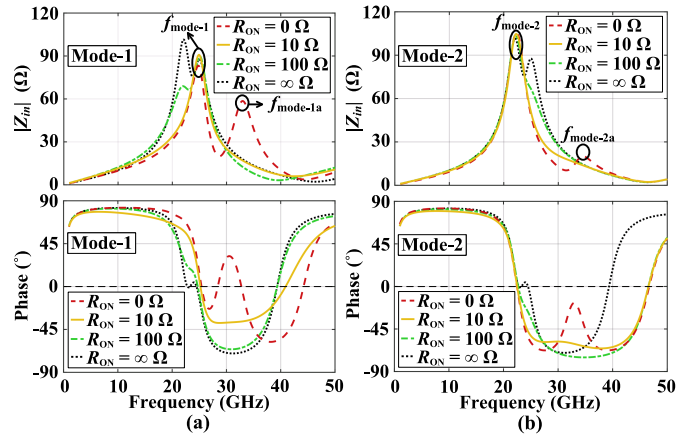 |Z_in| (Ω)
120
90
60
30
0
Mode-1
f_mode-1
f_mode-1a
R_ON = 0 Ω
R_ON = 10 Ω
R_ON = 100 Ω
R_ON = ∞ Ω
Phase (°)
90
45
0
-45
-90
Mode-1
R_ON = 0 Ω
R_ON = 10 Ω
R_ON = 100 Ω
R_ON = ∞ Ω
0 10 20 30 40 50
Frequency (GHz)
(a)
|Z_in| (Ω)
120
90
60
30
0
Mode-2
f_mode-2
f_mode-2a
R_ON = 0 Ω
R_ON = 10 Ω
R_ON = 100 Ω
R_ON = ∞ Ω
Phase (°)
90
45
0
-45
-90
Mode-2
R_ON = 0 Ω
R_ON = 10 Ω
R_ON = 100 Ω
R_ON = ∞ Ω
0 10 20 30 40 50
Frequency (GHz)
(b)